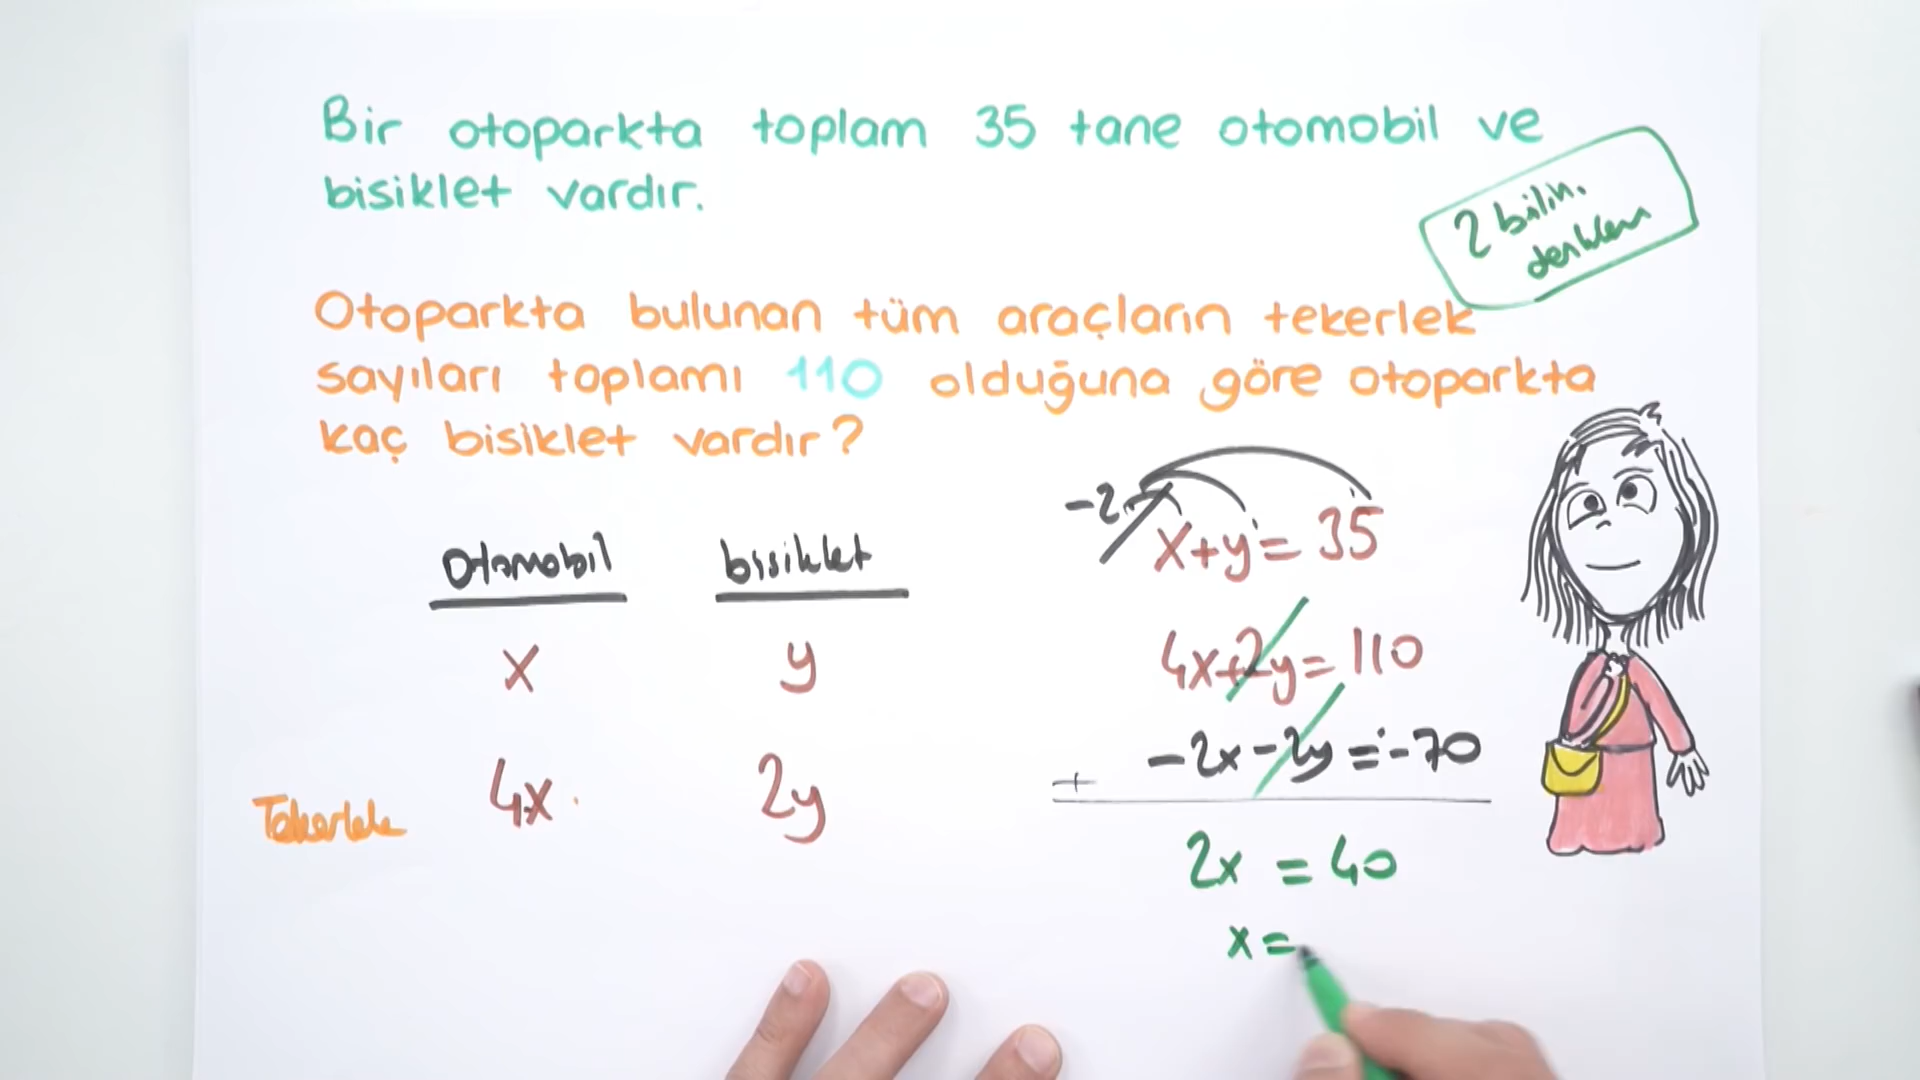 Bir otoparkta toplam 35 tane otomobil ve
bisiklet vardır.
2 bilin.
denklem
Otoparkta bulunan tüm araçların tekerlek
sayıları toplamı 110 olduğuna göre otoparkta
kaç bisiklet vardır?
Otomobil bisiklet
x y
Tekerlek 4x 2y
-2/ x+y=35
4x+2y=110
-2x-2y=-70
+
2x=40
x=